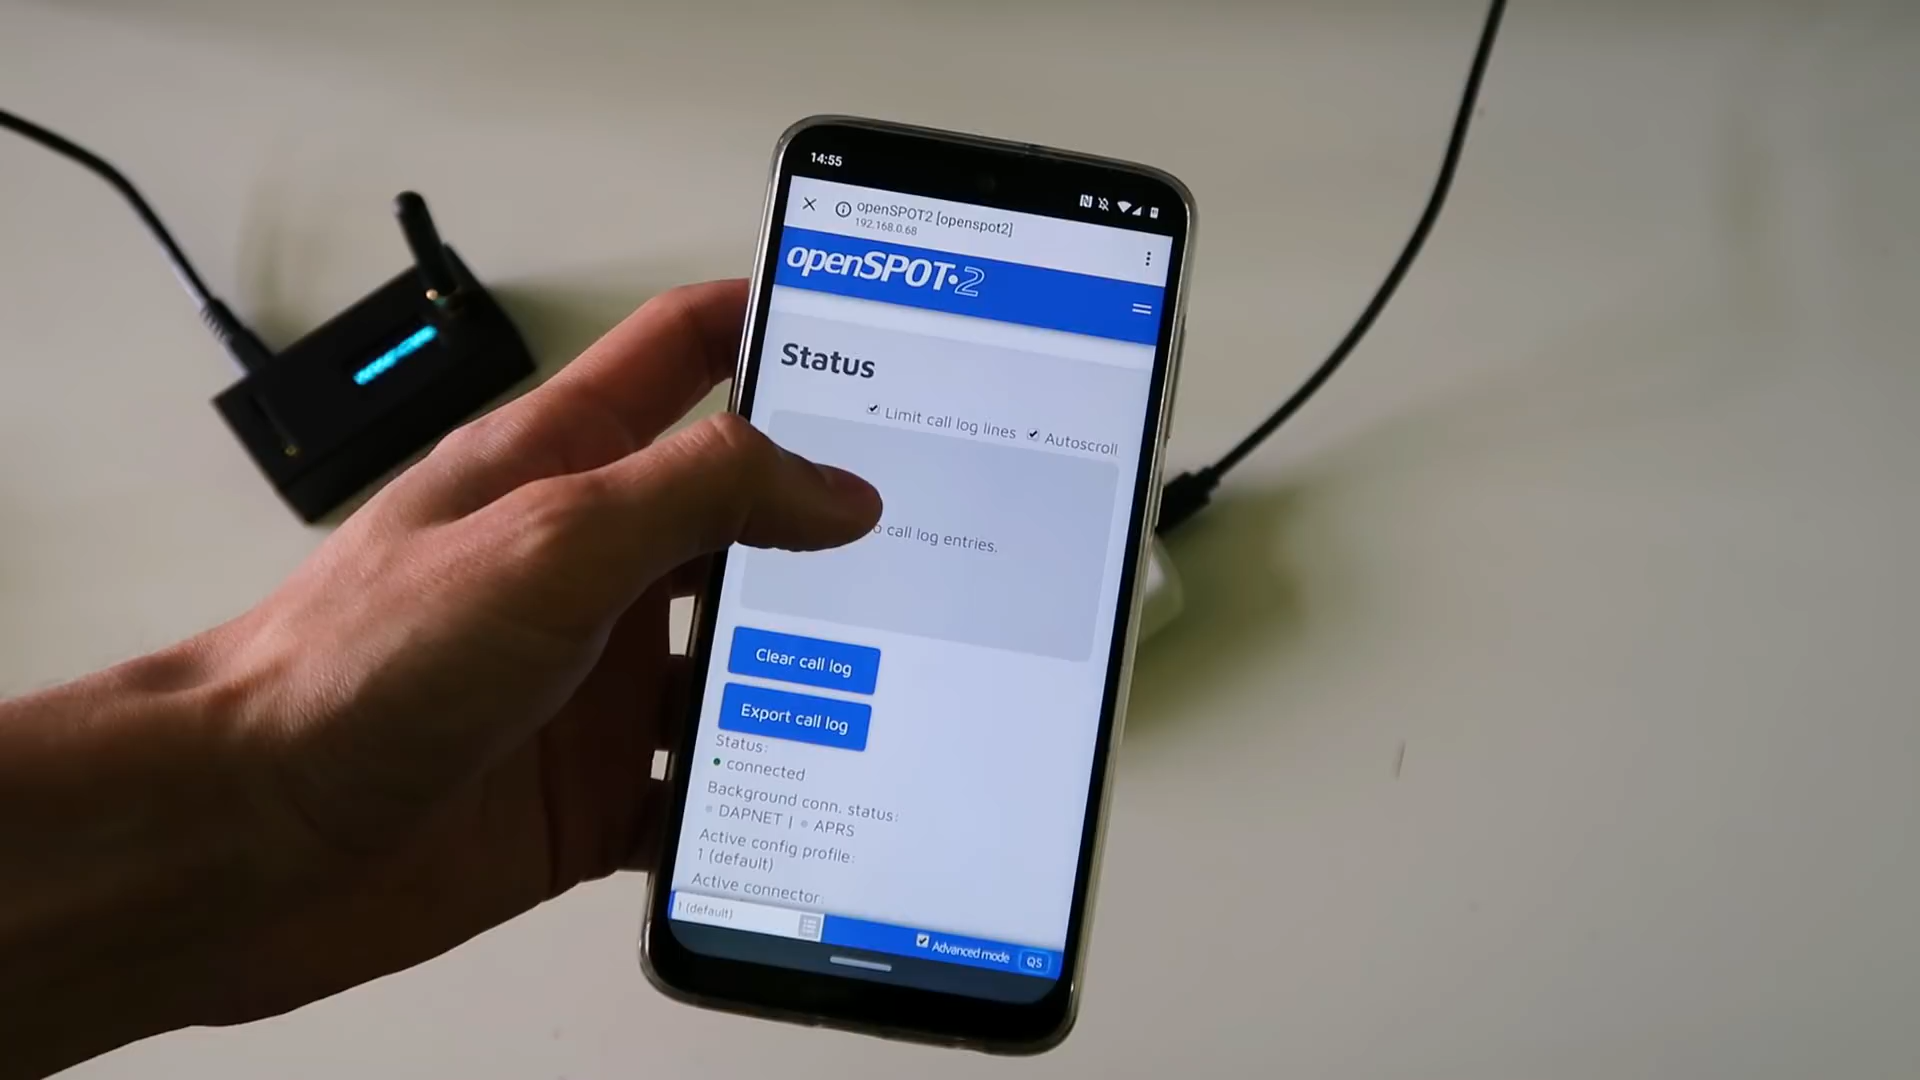 14:55
openSPOT2 [openspot2]
192.168.0.68
openSPOT•2
Status
Limit call log lines Autoscroll
call log entries.
Clear call log
Export call log
Status:
connected
Background conn. status:
DAPNET | APRS
Active config profile:
1 (default)
Active connector:
1 (default)
Advanced mode QS